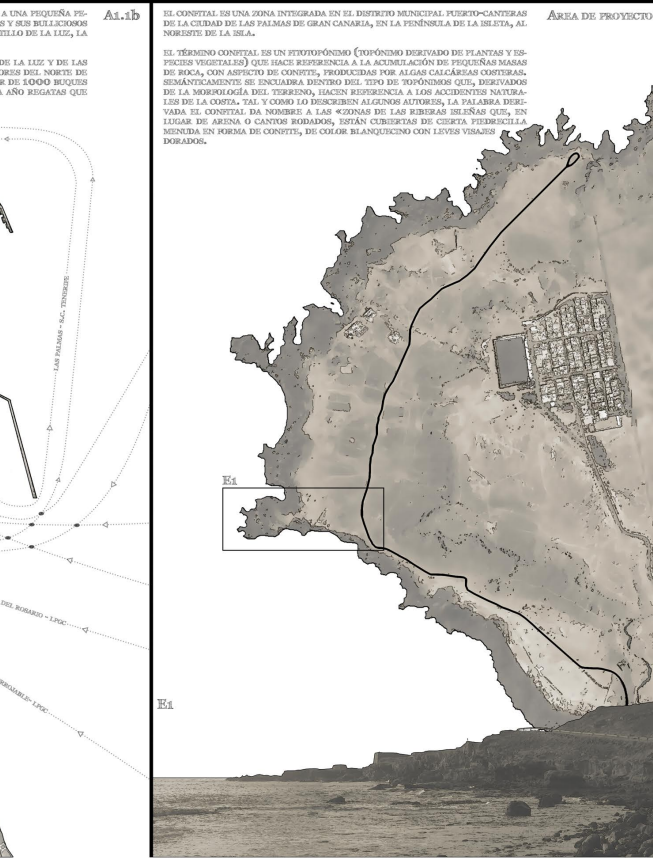 A UNA PEQUEÑA PE-
S Y SUS BULLICIOSOS
TILLO DE LA LUZ, LA
DE LA LUZ Y DE LAS
ORES DEL NORTE DE
R DE 1000 BUQUES
A AÑO REGATAS QUE
A1.1b
LAS PALMAS - S.C. TENERIFE
DEL ROSARIO - LPGC
RROJABLE- LPGC
EL CONFITAL ES UNA ZONA INTEGRADA EN EL DISTRITO MUNICIPAL PUERTO-CANTERAS
DE LA CIUDAD DE LAS PALMAS DE GRAN CANARIA, EN LA PENÍNSULA DE LA ISLETA, AL
NORESTE DE LA ISLA.
EL TÉRMINO CONFITAL ES UN FITOTOPÓNIMO (TOPÓNIMO DERIVADO DE PLANTAS Y ES-
PECIES VEGETALES) QUE HACE REFERENCIA A LA ACUMULACIÓN DE PEQUEÑAS MASAS
DE ROCA, CON ASPECTO DE CONFITE, PRODUCIDAS POR ALGAS CALCÁREAS COSTERAS.
SEMÁNTICAMENTE SE ENCUADRA DENTRO DEL TIPO DE TOPÓNIMOS QUE, DERIVADOS
DE LA MORFOLOGÍA DEL TERRENO, HACEN REFERENCIA A LOS ACCIDENTES NATURA-
LES DE LA COSTA. TAL Y COMO LO DESCRIBEN ALGUNOS AUTORES, LA PALABRA DERI-
VADA EL CONFITAL DA NOMBRE A LAS «ZONAS DE LAS RIBERAS ISLEÑAS QUE, EN
LUGAR DE ARENA O CANTOS RODADOS, ESTÁN CUBIERTAS DE CIERTA PIEDRECILLA
MENUDA EN FORMA DE CONFITE, DE COLOR BLANQUECINO CON LEVES VISAJES
DORADOS.
ÁREA DE PROYECTO
E1
E1